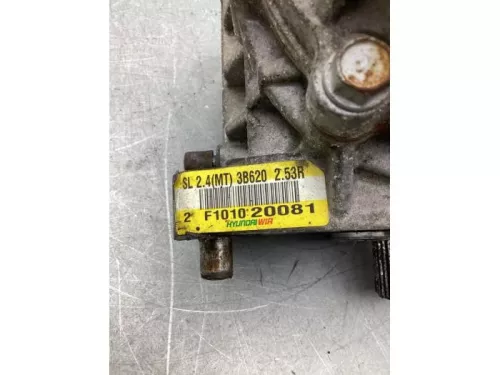 SL 2.4(MT) 3B620 2.53R
2 F1010 20081
HYUNDAI WIA